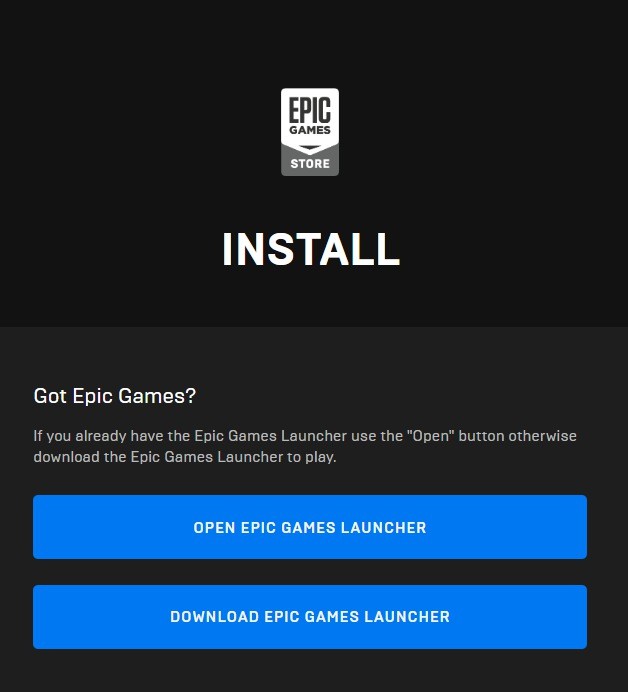 EPIC
GAMES
STORE
INSTALL
Got Epic Games?
If you already have the Epic Games Launcher use the "Open" button otherwise
download the Epic Games Launcher to play.
OPEN EPIC GAMES LAUNCHER
DOWNLOAD EPIC GAMES LAUNCHER